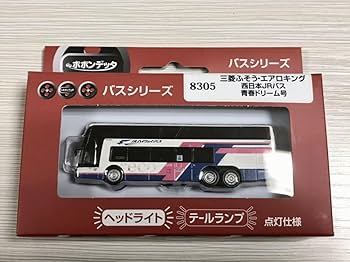 ポポンデッタ
バスシリーズ
バスシリーズ
8305
三菱ふそう・エアロキング
西日本JRバス
青春ドリーム号
ヘッドライト
テールランプ
点灯仕様